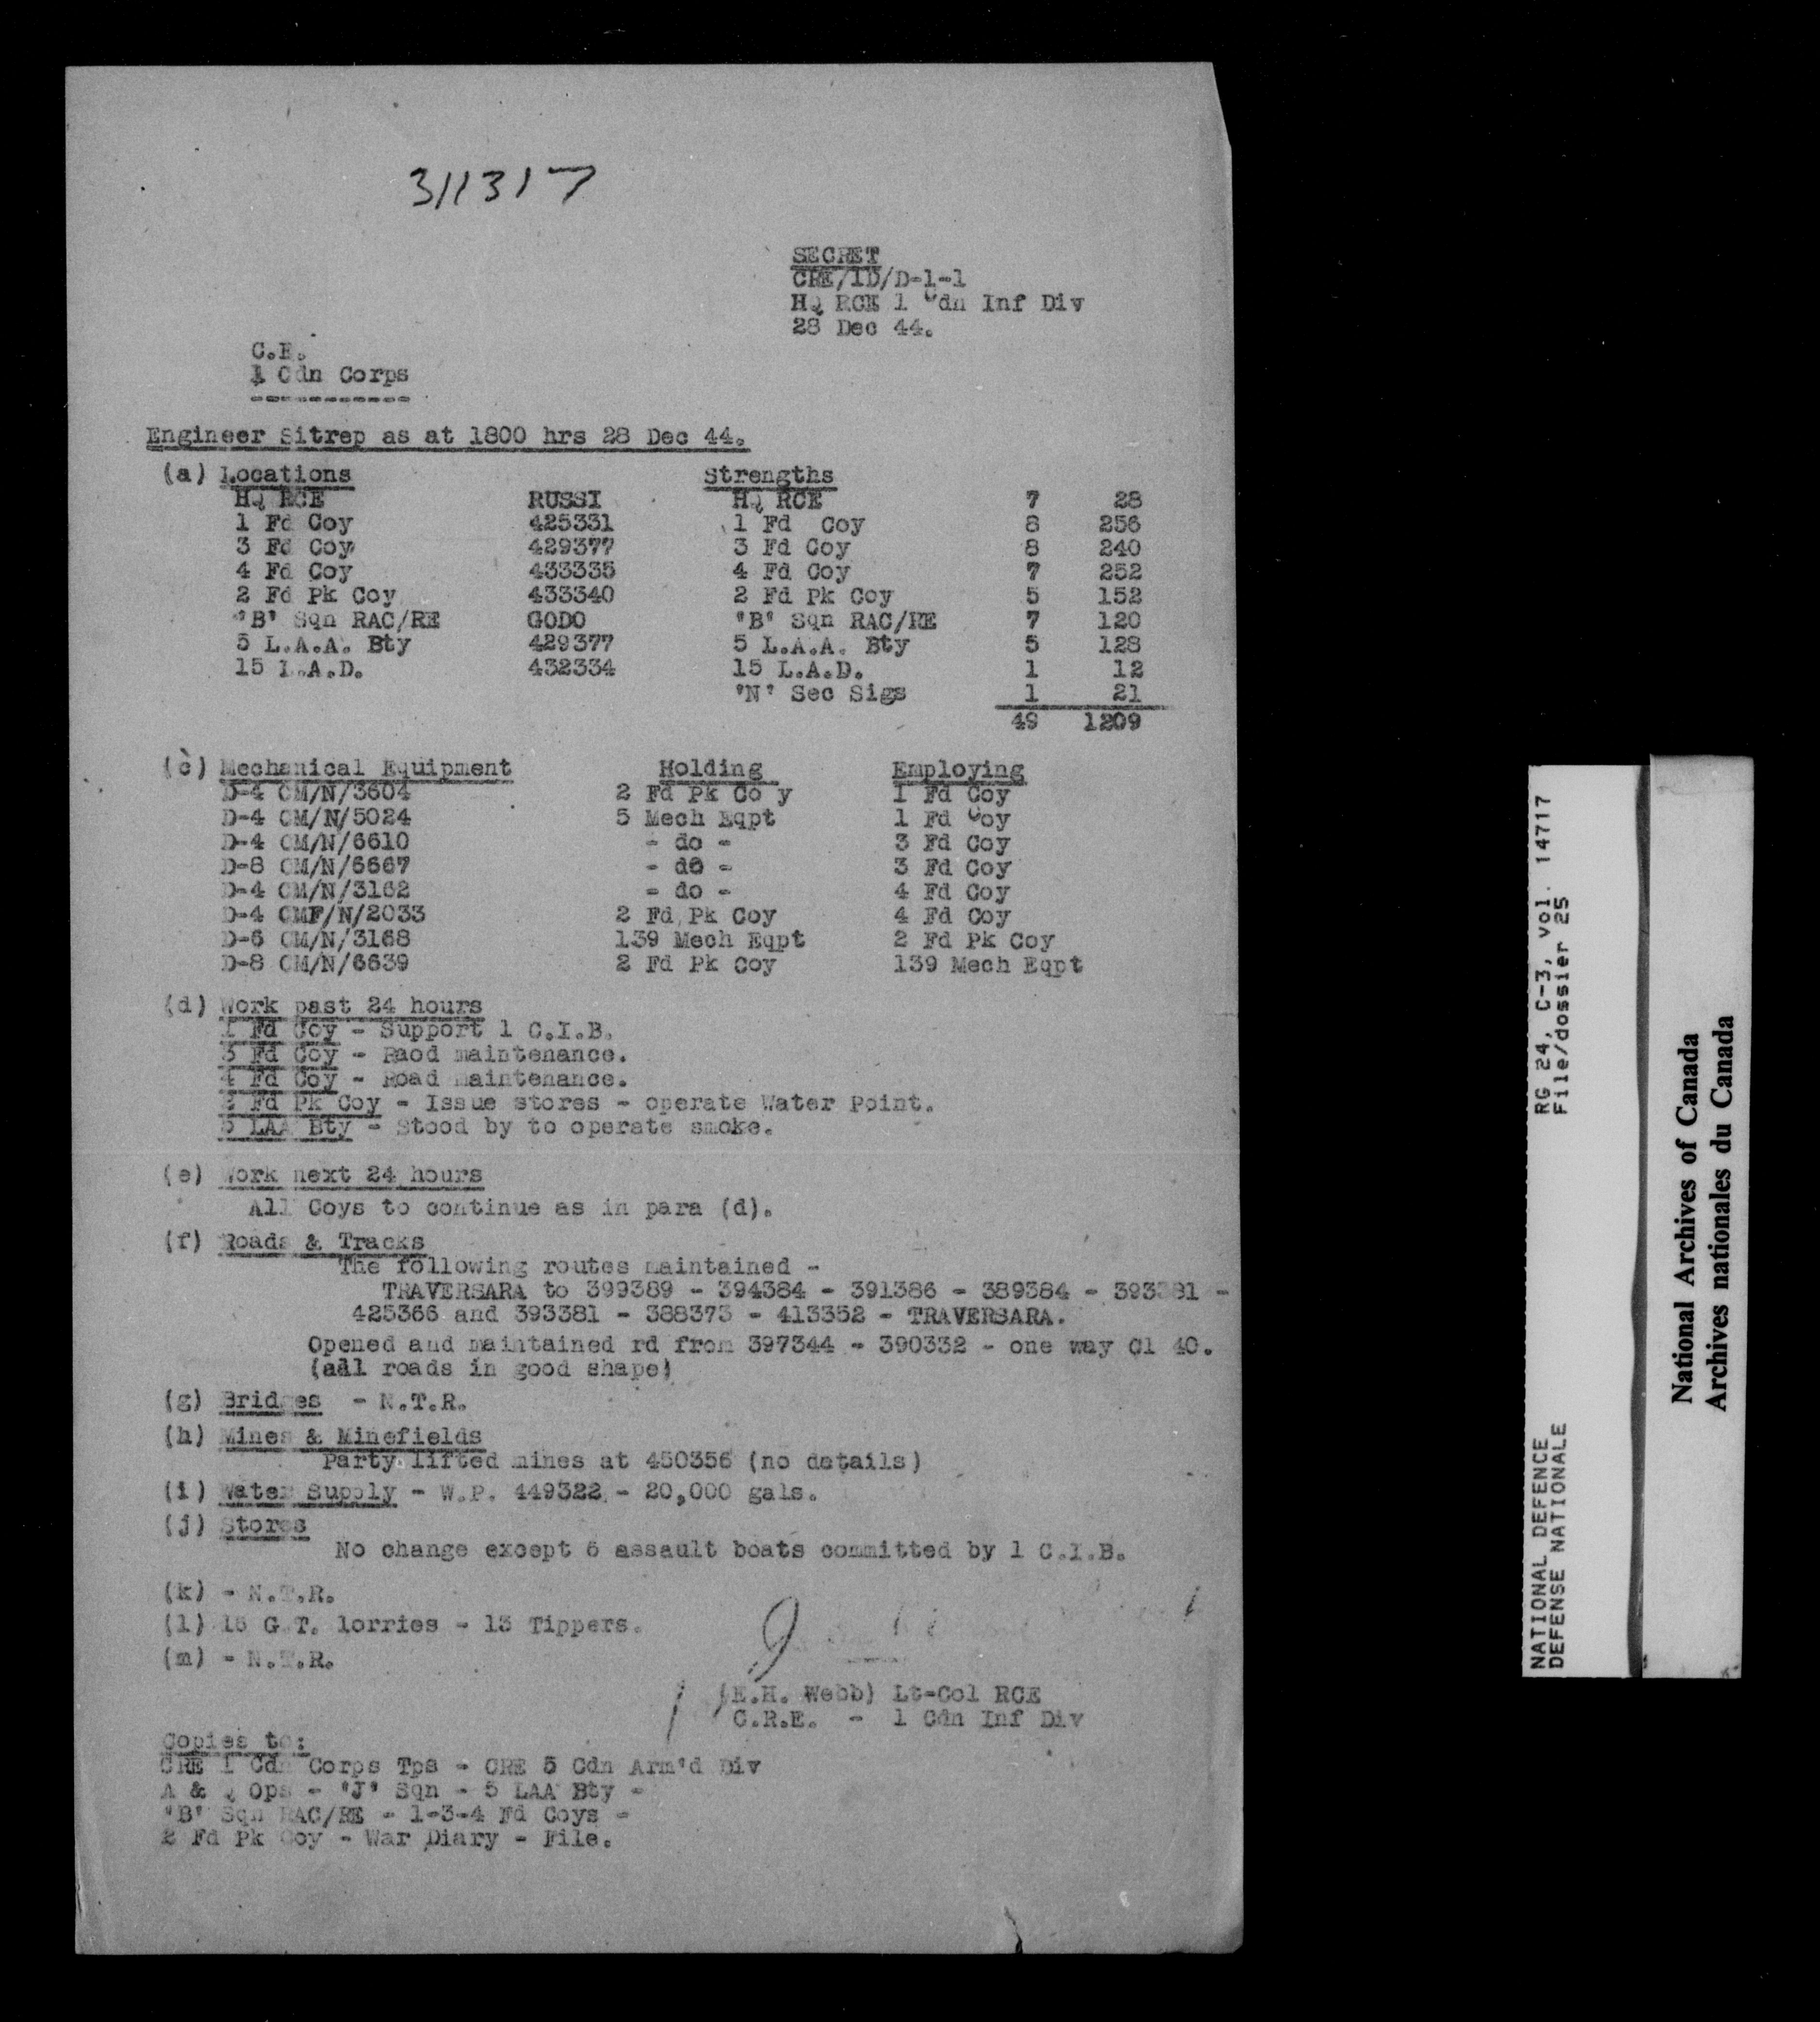 311317
SECRET
CRE/1D/D-1-1
HQ RCE 1 Cdn Inf Div
28 Dec 44.
C.E.
1 Cdn Corps
Engineer Sitrep as at 1800 hrs 28 Dec 44.
(a) Locations Strengths
HQ RCE RUSSI HQ RCE 7 28
1 Fd Coy 425331 1 Fd Coy 8 256
3 Fd Coy 429377 3 Fd Coy 8 240
4 Fd Coy 433335 4 Fd Coy 7 252
2 Fd Pk Coy 433340 2 Fd Pk Coy 5 152
"B" Sqn RAC/RE GODO "B" Sqn RAC/RE 7 120
5 L.A.A. Bty 429377 5 L.A.A. Bty 5 128
15 L.A.D. 432334 15 L.A.D. 1 12
"N" Sec Sigs 1 21
49 1209
(c) Mechanical Equipment Holding Employing
D-4 CM/N/3604 2 Fd Pk Co y 1 Fd Coy
D-4 CM/N/5024 5 Mech Eqpt 1 Fd Coy
D-4 CM/N/6610 - do - 3 Fd Coy
D-8 CM/N/6667 - do - 3 Fd Coy
D-4 CM/N/3162 - do - 4 Fd Coy
D-4 CMF/N/2033 2 Fd Pk Coy 4 Fd Coy
D-6 CM/N/3168 139 Mech Eqpt 2 Fd Pk Coy
D-8 CM/N/6639 2 Fd Pk Coy 139 Mech Eqpt
(d) Work past 24 hours
1 Fd Coy - Support 1 C.I.B.
3 Fd Coy - Raod maintenance.
4 Fd Coy - Road maintenance.
2 Fd Pk Coy - Issue stores - operate Water Point.
5 LAA Bty - Stood by to operate smoke.
(e) Work next 24 hours
All Coys to continue as in para (d).
(f) Roads & Tracks
The following routes maintained -
TRAVERSARA to 399389 - 394384 - 391386 - 389384 - 393381 -
425366 and 393381 - 388373 - 413352 - TRAVERSARA.
Opened and maintained rd from 397344 - 390332 - one way Cl 40.
(all roads in good shape)
(g) Bridges - N.T.R.
(h) Mines & Minefields
Party lifted mines at 450356 (no details)
(i) Water Supply - W.P. 449322 - 20,000 gals.
(j) Stores
No change except 6 assault boats committed by 1 C.I.B.
(k) - N.T.R.
(l) 15 G.T. lorries - 13 Tippers.
(m) - N.T.R.
(E.H. Webb) Lt-Col RCE
C.R.E. - 1 Cdn Inf Div
Copies to:
CRE 1 Cdn Corps Tps - CRE 5 Cdn Arm'd Div
A & Q Ops - "J" Sqn - 5 LAA Bty -
"B" Sqn RAC/RE - 1-3-4 Fd Coys -
2 Fd Pk Coy - War Diary - File.
NATIONAL DEFENCE RG 24, C-3, vol. 14717
DEFENSE NATIONALE File/dossier 25
National Archives of Canada
Archives nationales du Canada